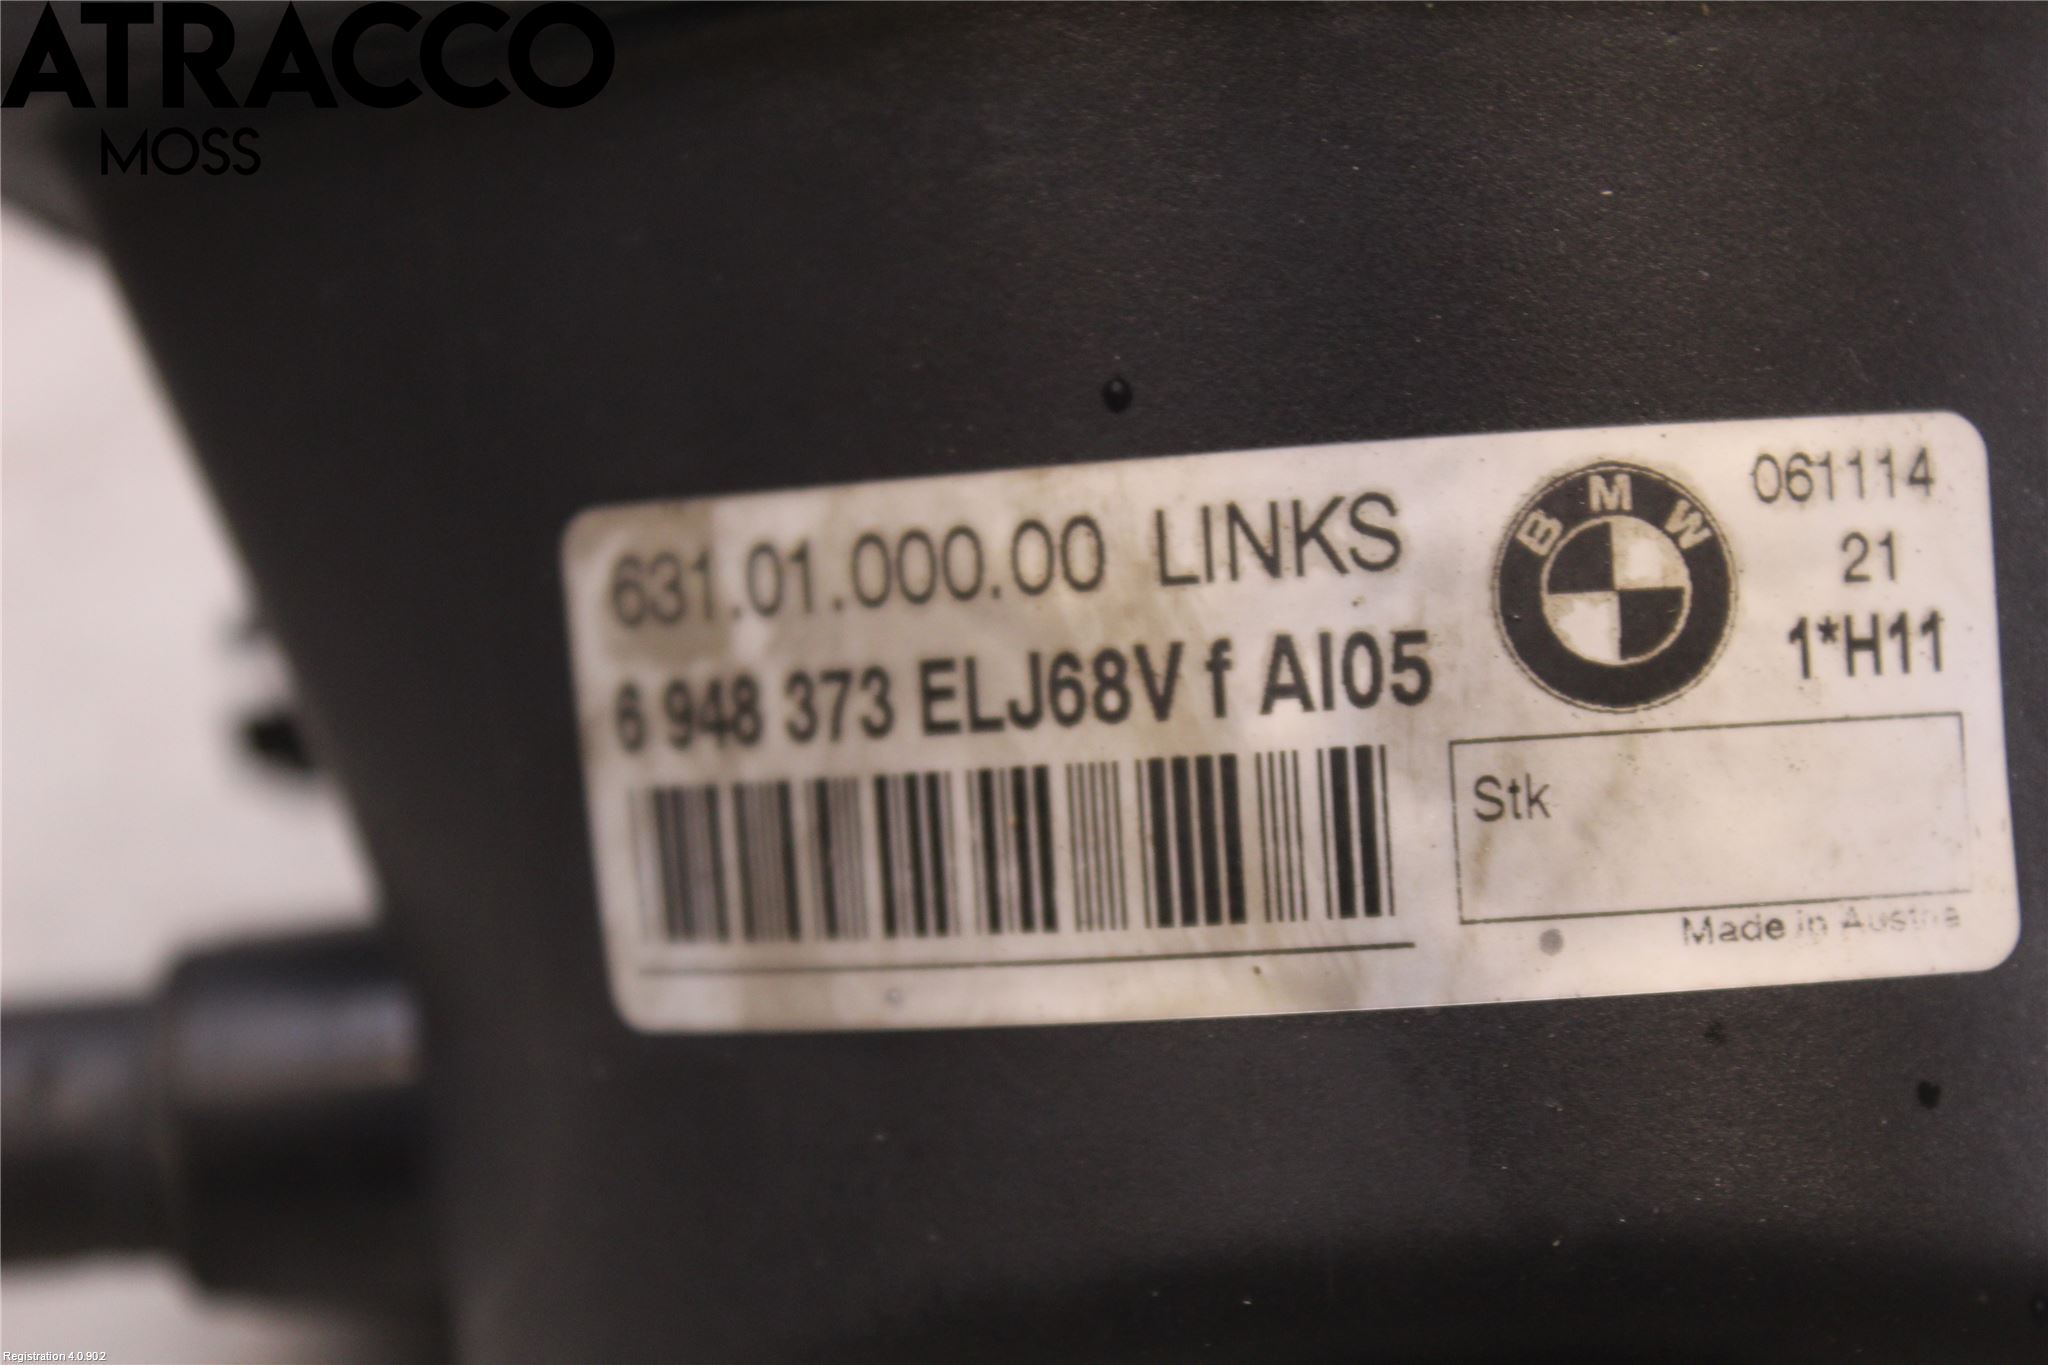 ATRACCO
MOSS
631.01.000.00 LINKS
6 948 373 ELJ68V f AI05
BMW
061114
21
1*H11
Stk
Made in Austria
Registration 4.0.902